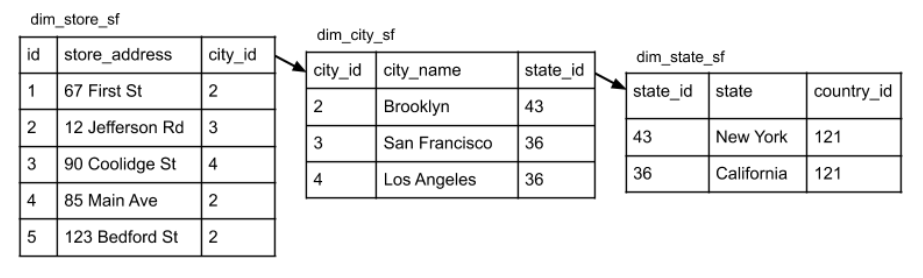 dim_store_sf
id store_address city_id
1 67 First St 2
2 12 Jefferson Rd 3
3 90 Coolidge St 4
4 85 Main Ave 2
5 123 Bedford St 2
dim_city_sf
city_id city_name state_id
2 Brooklyn 43
3 San Francisco 36
4 Los Angeles 36
dim_state_sf
state_id state country_id
43 New York 121
36 California 121